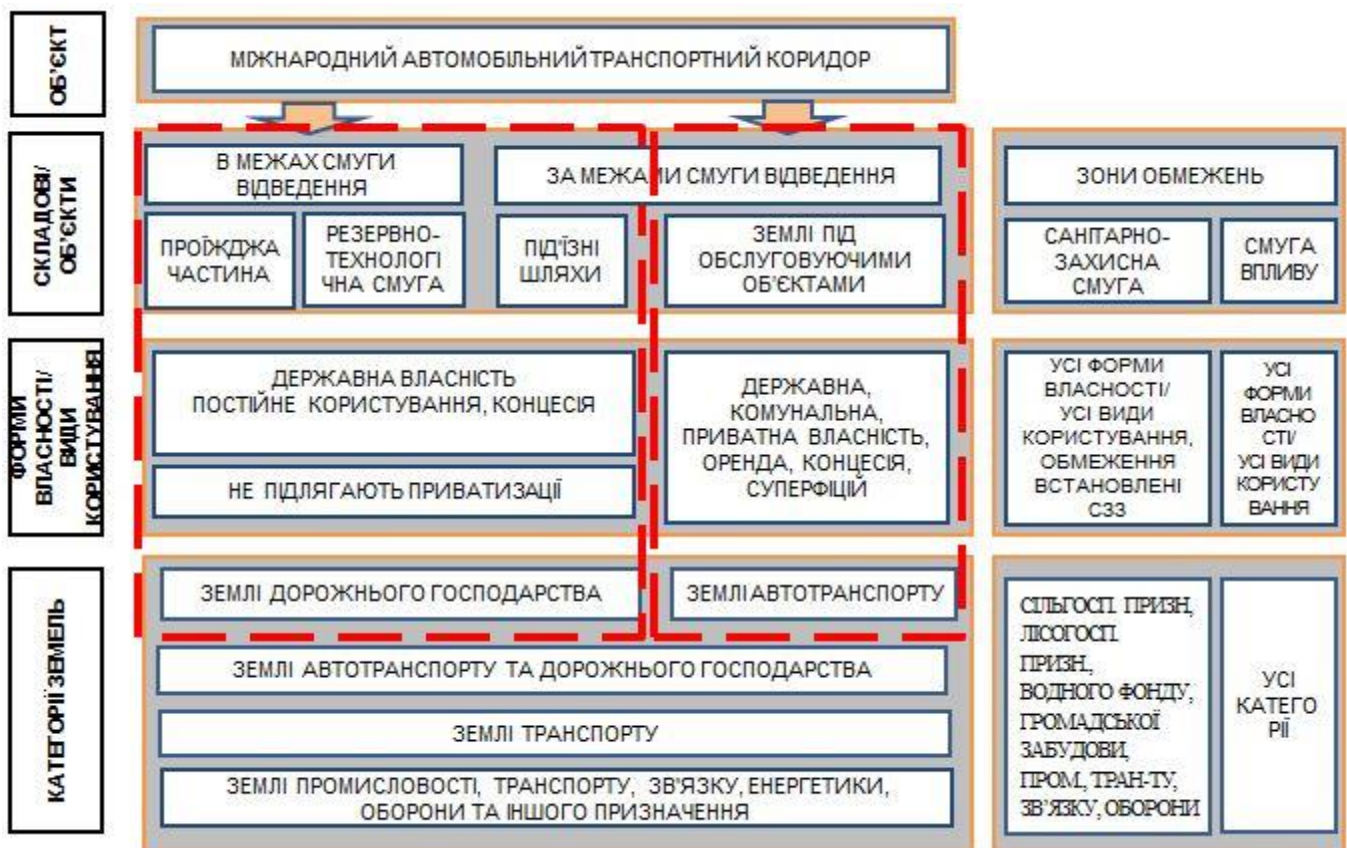 ОБ'ЄКТ
МІЖНАРОДНИЙ АВТОМОБІЛЬНИЙ ТРАНСПОРТНИЙ КОРИДОР
СКЛАДОВІ/
ОБ'ЄКТИ
В МЕЖАХ СМУГИ
ВІДВЕДЕННЯ
ЗА МЕЖАМИ СМУГИ ВІДВЕДЕННЯ
ЗОНИ ОБМЕЖЕНЬ
ПРОЇЖДЖА
ЧАСТИНА
РЕЗЕРВНО-
ТЕХНОЛОГІ
ЧНА СМУГА
ПІД'ЇЗНІ
ШЛЯХИ
ЗЕМЛІ ПІД
ОБСЛУГОВУЮЧИМИ
ОБ'ЄКТАМИ
САНІТАРНО-
ЗАХИСНА
СМУГА
СМУГА
ВПЛИВУ
ФОРМИ
ВЛАСНОСТІ/
ВИДИ
КОРИСТУВАННЯ
ДЕРЖАВНА ВЛАСНІСТЬ
ПОСТІЙНЕ КОРИСТУВАННЯ, КОНЦЕСІЯ
НЕ ПІДЛЯГАЮТЬ ПРИВАТИЗАЦІЇ
ДЕРЖАВНА,
КОМУНАЛЬНА,
ПРИВАТНА ВЛАСНІСТЬ,
ОРЕНДА, КОНЦЕСІЯ,
СУПЕРФІЦІЙ
УСІ ФОРМИ
ВЛАСНОСТІ/
УСІ ВИДИ
КОРИСТУВАННЯ,
ОБМЕЖЕННЯ
ВСТАНОВЛЕНІ
СЗЗ
УСІ
ФОРМИ
ВЛАСНО
СТІ/
УСІ ВИДИ
КОРИСТУ
ВАННЯ
КАТЕГОРІЇ ЗЕМЕЛЬ
ЗЕМЛІ ДОРОЖНЬОГО ГОСПОДАРСТВА
ЗЕМЛІ АВТОТРАНСПОРТУ
ЗЕМЛІ АВТОТРАНСПОРТУ ТА ДОРОЖНЬОГО ГОСПОДАРСТВА
ЗЕМЛІ ТРАНСПОРТУ
ЗЕМЛІ ПРОМИСЛОВОСТІ, ТРАНСПОРТУ, ЗВ'ЯЗКУ, ЕНЕРГЕТИКИ,
ОБОРОНИ ТА ІНШОГО ПРИЗНАЧЕННЯ
СІЛЬГОСП. ПРИЗН,
ЛІСОГОСП.
ПРИЗН.,
ВОДНОГО ФОНДУ,
ГРОМАДСЬКОЇ
ЗАБУДОВИ,
ПРОМ., ТРАН-ТУ,
ЗВ'ЯЗКУ, ОБОРОНИ
УСІ
КАТЕГО
РІЇ